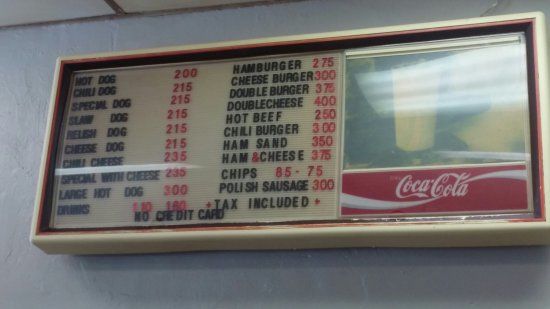 HOT DOG 200
CHILI DOG 215
SPECIAL DOG 215
SLAW DOG 215
RELISH DOG 215
CHEESE DOG 215
CHILI CHEESE 235
SPECIAL WITH CHEESE 235
LARGE HOT DOG 300
DRINKS 110 160
NO CREDIT CARD
HAMBURGER 275
CHEESE BURGER 300
DOUBLE BURGER 375
DOUBLECHEESE 400
HOT BEEF 250
CHILI BURGER 300
HAM SAND 350
HAM & CHEESE 375
CHIPS 85-75
POLISH SAUSAGE 300
+TAX INCLUDED+
Coca-Cola